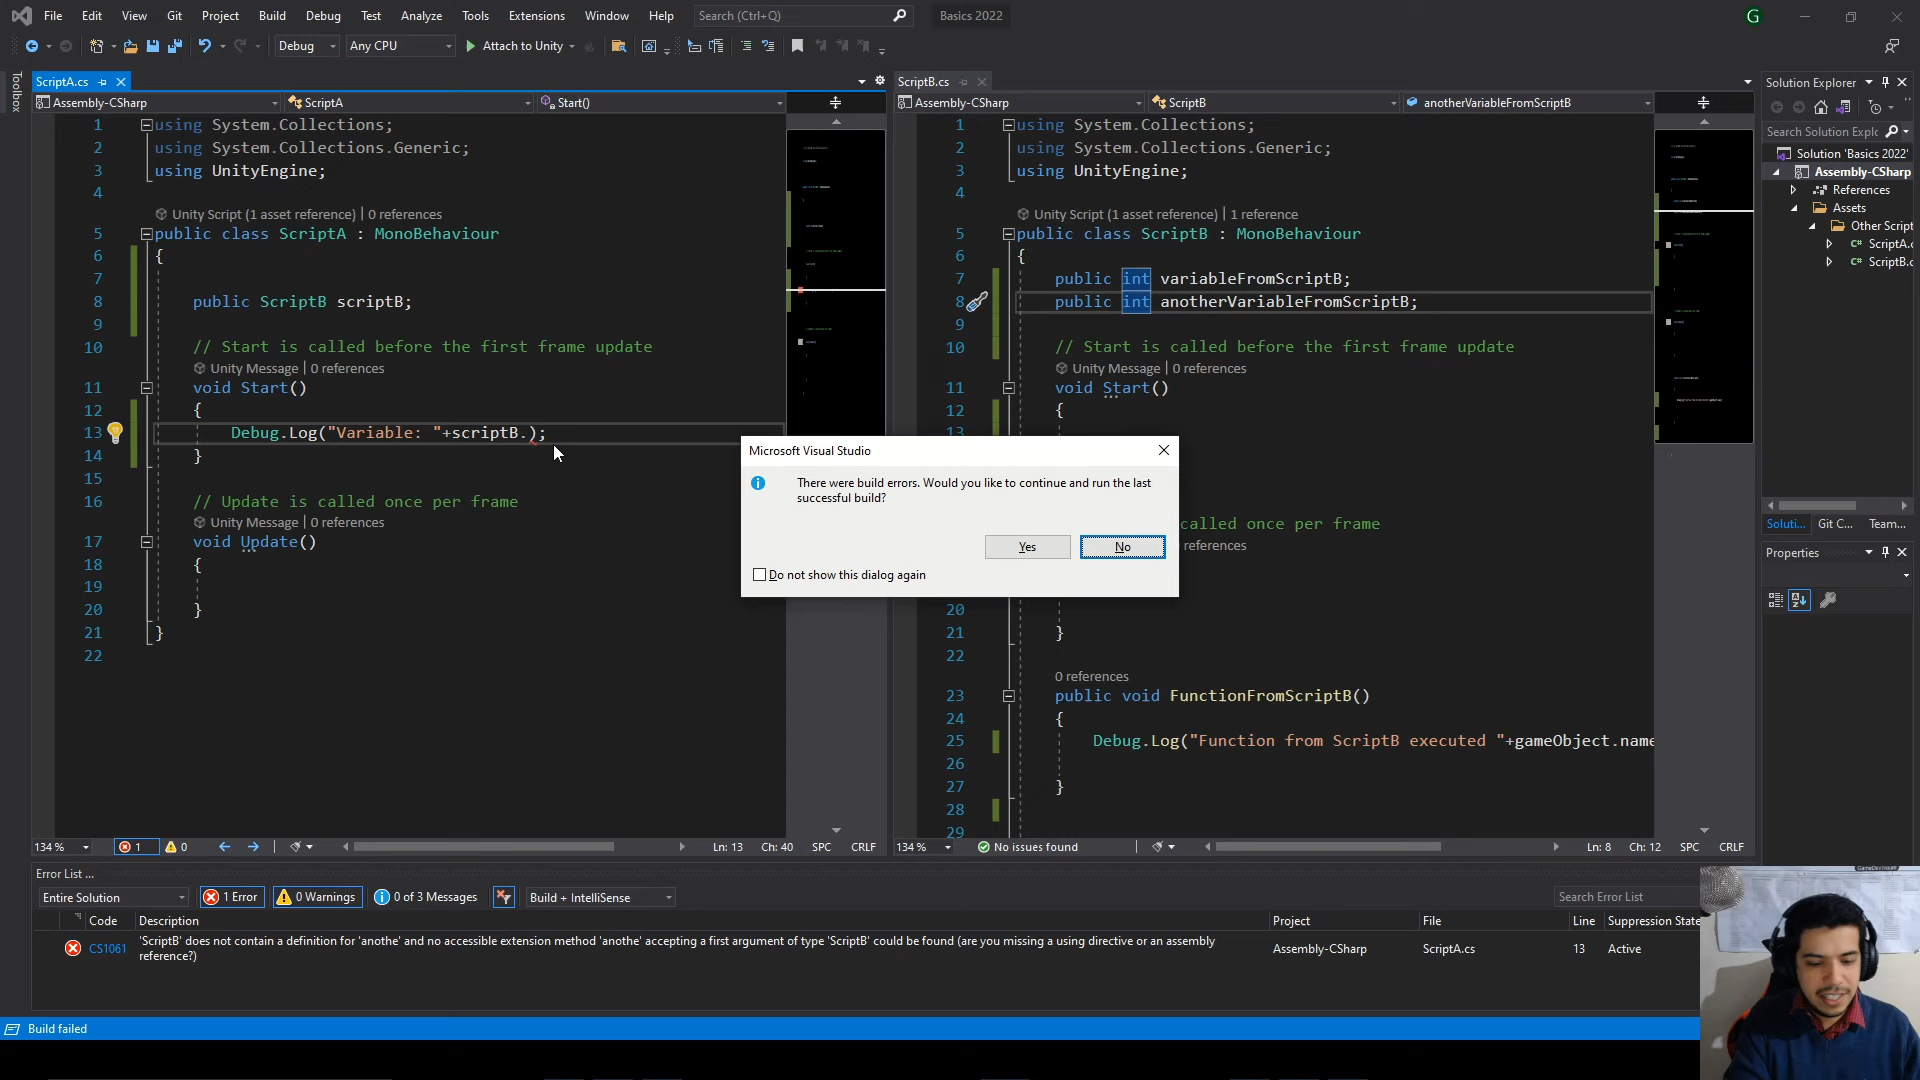 File Edit View Git Project Build Debug Test Analyze Tools Extensions Window Help Search (Ctrl+Q) Basics 2022 G
Debug Any CPU Attach to Unity
Toolbox
ScriptA.cs
Assembly-CSharp ScriptA Start()
1 using System.Collections;
2 using System.Collections.Generic;
3 using UnityEngine;
4
Unity Script (1 asset reference) | 0 references
5 public class ScriptA : MonoBehaviour
6 {
7
8 public ScriptB scriptB;
9
10 // Start is called before the first frame update
Unity Message | 0 references
11 void Start()
12 {
13 Debug.Log("Variable: "+scriptB.);
14 }
15
16 // Update is called once per frame
Unity Message | 0 references
17 void Update()
18 {
19
20 }
21 }
22
134 % 1 0 Ln: 13 Ch: 40 SPC CRLF
ScriptB.cs
Assembly-CSharp ScriptB anotherVariableFromScriptB
1 using System.Collections;
2 using System.Collections.Generic;
3 using UnityEngine;
4
Unity Script (1 asset reference) | 1 reference
5 public class ScriptB : MonoBehaviour
6 {
7 public int variableFromScriptB;
8 public int anotherVariableFromScriptB;
9
10 // Start is called before the first frame update
Unity Message | 0 references
11 void Start()
12 {
13
called once per frame
references
20
21 }
22
0 references
23 public void FunctionFromScriptB()
24 {
25 Debug.Log("Function from ScriptB executed "+gameObject.name
26
27 }
28
29
134 % No issues found Ln: 8 Ch: 12 SPC CRLF
Microsoft Visual Studio
There were build errors. Would you like to continue and run the last
successful build?
Yes No
Do not show this dialog again
Solution Explorer
Search Solution Explc
Solution 'Basics 2022'
Assembly-CSharp
References
Assets
Other Script
ScriptA.c
ScriptB.c
Soluti... Git C... Team...
Properties
Error List ...
Entire Solution 1 Error 0 Warnings 0 of 3 Messages Build + IntelliSense Search Error List
Code Description Project File Line Suppression State
CS1061 'ScriptB' does not contain a definition for 'anothe' and no accessible extension method 'anothe' accepting a first argument of type 'ScriptB' could be found (are you missing a using directive or an assembly
reference?) Assembly-CSharp ScriptA.cs 13 Active
Build failed